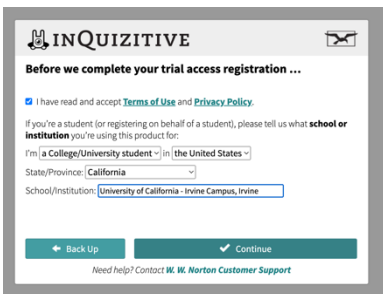 INQUIZITIVE
Before we complete your trial access registration ...
I have read and accept Terms of Use and Privacy Policy.
If you're a student (or registering on behalf of a student), please tell us what school or
institution you're using this product for:
I'm a College/University student in the United States
State/Province: California
School/Institution: University of California - Irvine Campus, Irvine
Back Up
Continue
Need help? Contact W. W. Norton Customer Support